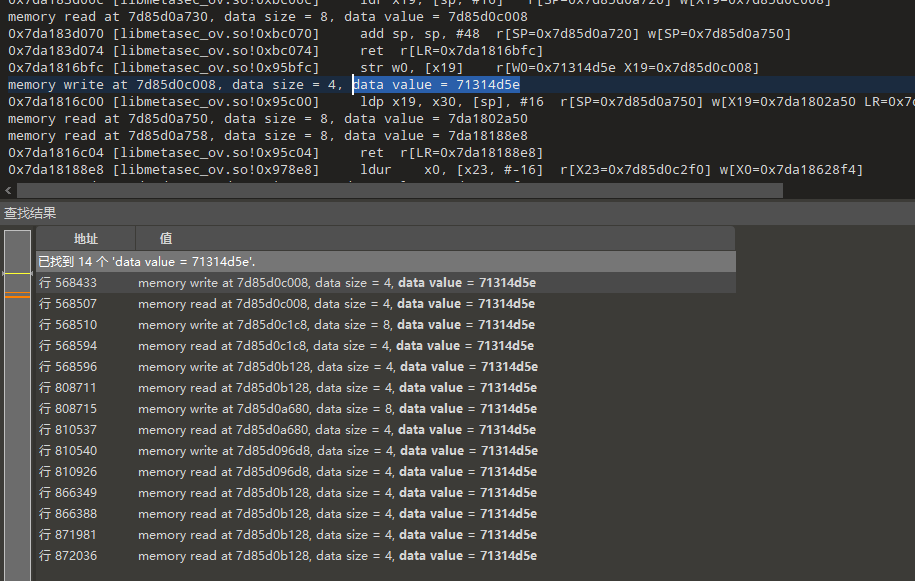 0x7da183d00c [libmetasec_ov.so!0xbc00c]    ldr x19, [sp, #16]   r[SP=0x7d85d0a720] w[X19=0x7d85d0c008]
memory read at 7d85d0a730, data size = 8, data value = 7d85d0c008
0x7da183d070 [libmetasec_ov.so!0xbc070]    add sp, sp, #48  r[SP=0x7d85d0a720] w[SP=0x7d85d0a750]
0x7da183d074 [libmetasec_ov.so!0xbc074]    ret  r[LR=0x7da1816bfc]
0x7da1816bfc [libmetasec_ov.so!0x95bfc]    str w0, [x19]    r[W0=0x71314d5e X19=0x7d85d0c008]
memory write at 7d85d0c008, data size = 4, data value = 71314d5e
0x7da1816c00 [libmetasec_ov.so!0x95c00]    ldp x19, x30, [sp], #16  r[SP=0x7d85d0a750] w[X19=0x7da1802a50 LR=0x7
memory read at 7d85d0a750, data size = 8, data value = 7da1802a50
memory read at 7d85d0a758, data size = 8, data value = 7da18188e8
0x7da1816c04 [libmetasec_ov.so!0x95c04]    ret  r[LR=0x7da18188e8]
0x7da18188e8 [libmetasec_ov.so!0x978e8]    ldur    x0, [x23, #-16]  r[X23=0x7d85d0c2f0] w[X0=0x7da18628f4]
查找结果
地址 值
已找到 14 个 'data value = 71314d5e'.
行 568433 memory write at 7d85d0c008, data size = 4, data value = 71314d5e
行 568507 memory read at 7d85d0c008, data size = 4, data value = 71314d5e
行 568510 memory write at 7d85d0c1c8, data size = 8, data value = 71314d5e
行 568594 memory read at 7d85d0c1c8, data size = 4, data value = 71314d5e
行 568596 memory write at 7d85d0b128, data size = 4, data value = 71314d5e
行 808711 memory read at 7d85d0b128, data size = 4, data value = 71314d5e
行 808715 memory write at 7d85d0a680, data size = 8, data value = 71314d5e
行 810537 memory read at 7d85d0a680, data size = 4, data value = 71314d5e
行 810540 memory write at 7d85d096d8, data size = 4, data value = 71314d5e
行 810926 memory read at 7d85d096d8, data size = 4, data value = 71314d5e
行 866349 memory read at 7d85d0b128, data size = 4, data value = 71314d5e
行 866388 memory read at 7d85d0b128, data size = 4, data value = 71314d5e
行 871981 memory read at 7d85d0b128, data size = 4, data value = 71314d5e
行 872036 memory read at 7d85d0b128, data size = 4, data value = 71314d5e